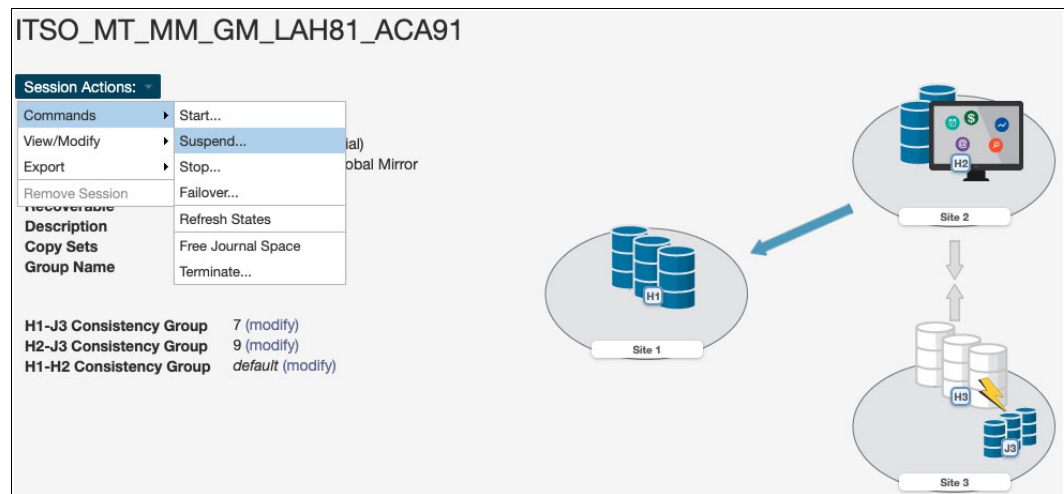 ITSO_MT_MM_GM_LAH81_ACA91
Session Actions:
Commands
View/Modify
Export
Remove Session
Start...
Suspend...
Stop...
Failover...
Refresh States
Free Journal Space
Terminate...
ial)
obal Mirror
Recoverable
Description
Copy Sets
Group Name
H1-J3 Consistency Group 7 (modify)
H2-J3 Consistency Group 9 (modify)
H1-H2 Consistency Group default (modify)
H1
Site 1
$
@
H2
Site 2
H3
J3
Site 3